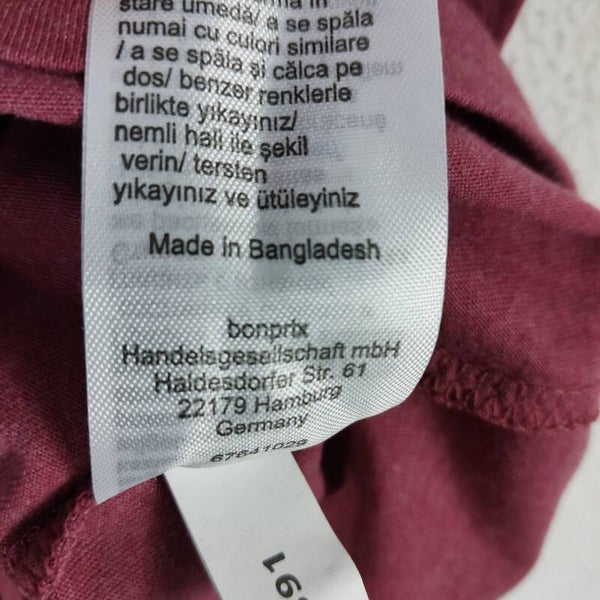 stare umedă/ a se spăla
numai cu culori similare
/ a se spăla și călca pe
dos/ benzer renklerle
birlikte yıkayınız/
nemli hali ile şekil
verin/ tersten
yıkayınız ve ütüleyiniz
Made in Bangladesh
bonprix
Handelsgesellschaft mbH
Haldesdorfer Str. 61
22179 Hamburg
Germany
67641029